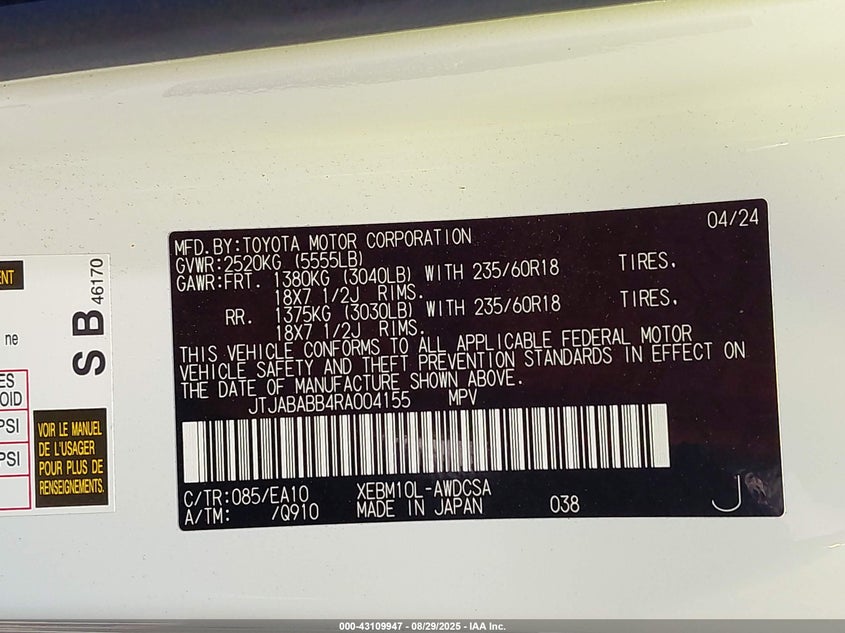 04/24
MFD. BY: TOYOTA MOTOR CORPORATION
GVWR: 2520KG (5555LB)
GAWR: FRT. 1380KG (3040LB) WITH 235/60R18 TIRES.
18X7 1/2J RIMS.
RR. 1375KG (3030LB) WITH 235/60R18 TIRES.
18X7 1/2J RIMS.
THIS VEHICLE CONFORMS TO ALL APPLICABLE FEDERAL MOTOR
VEHICLE SAFETY AND THEFT PREVENTION STANDARDS IN EFFECT ON
THE DATE OF MANUFACTURE SHOWN ABOVE.
JTJABABB4RA004155 MPV
C/TR: 085/EA10 XEBM10L-AWDCSA
A/TM: /Q910 MADE IN JAPAN 038
J
SB
46170
ne
PSI
PSI
VOIR LE MANUEL
DE L'USAGER
POUR PLUS DE
RENSEIGNEMENTS.
000-43109947 - 08/29/2025 - IAA Inc.